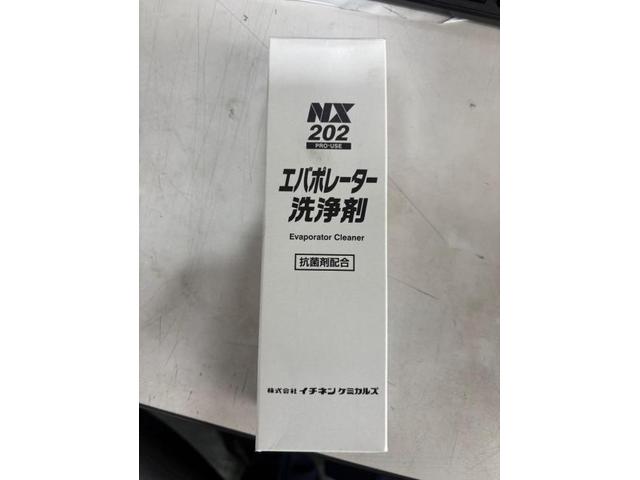 NX
202
PRO-USE
エバポレーター
洗浄剤
Evaporator Cleaner
抗菌剤配合
株式会社 イチネン ケミカルズ